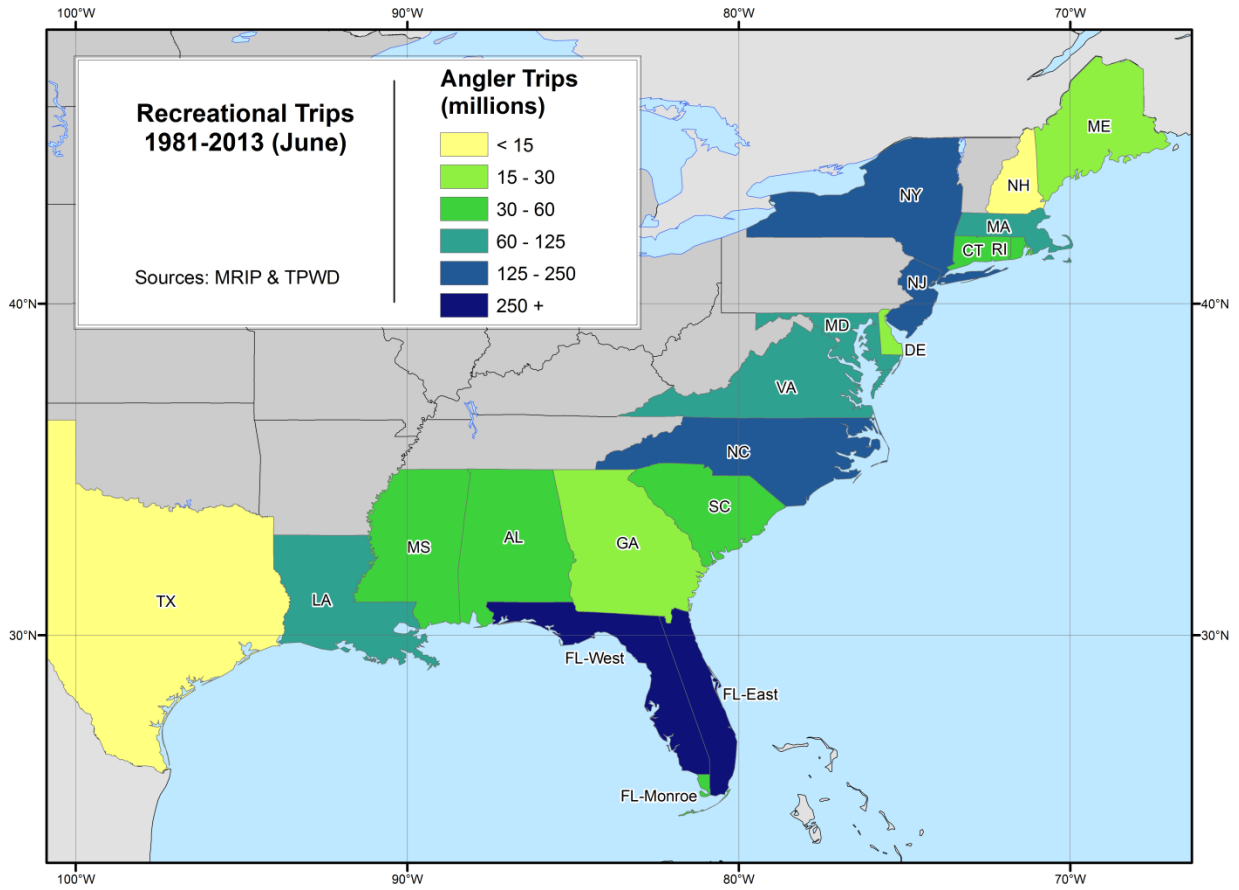 100°W 90°W 80°W 70°W
Recreational Trips
1981-2013 (June)
Sources: MRIP & TPWD
Angler Trips
(millions)
< 15
15 - 30
30 - 60
60 - 125
125 - 250
250 +
ME
NH
NY
MA
CT RI
NJ
40°N 40°N
MD
DE
VA
NC
SC
MS
AL
GA
TX
LA
30°N 30°N
FL-West
FL-East
FL-Monroe
100°W 90°W 80°W 70°W